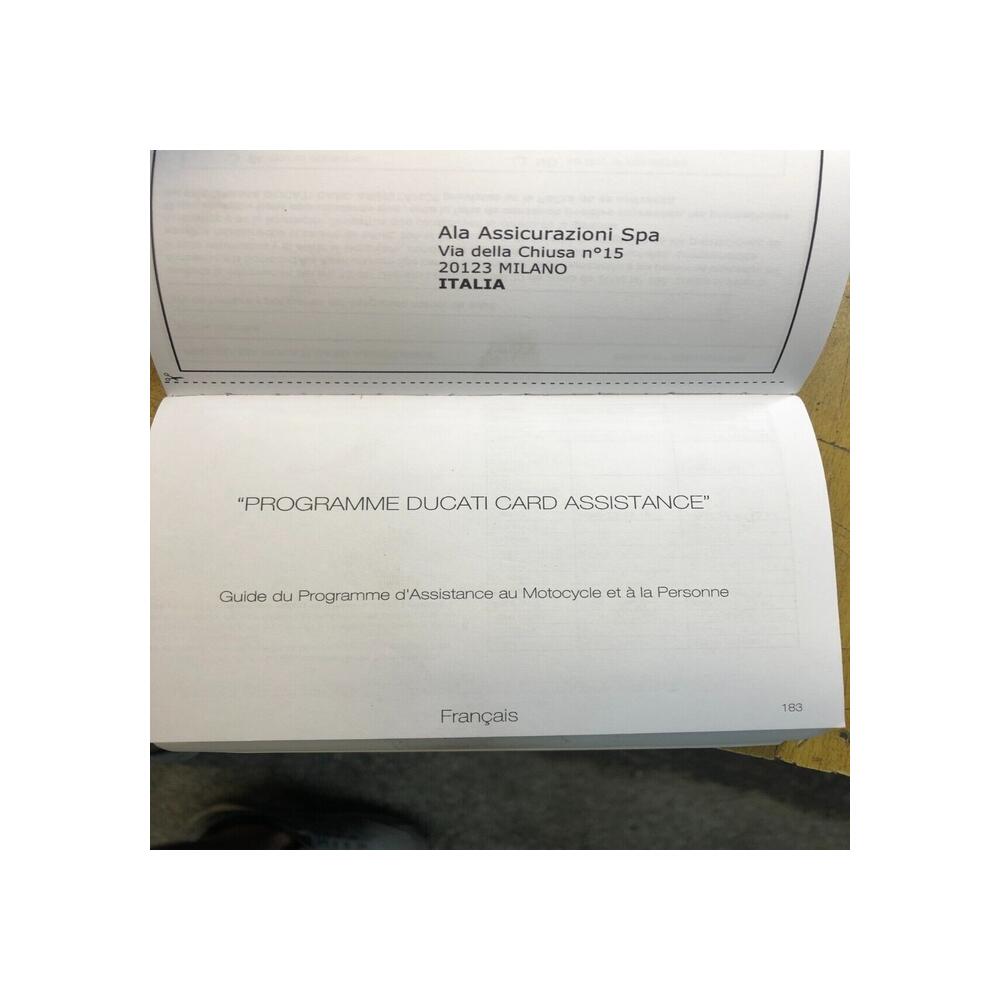 Ala Assicurazioni Spa
Via della Chiusa n°15
20123 MILANO
ITALIA
“PROGRAMME DUCATI CARD ASSISTANCE”
Guide du Programme d'Assistance au Motocycle et à la Personne
Français
183